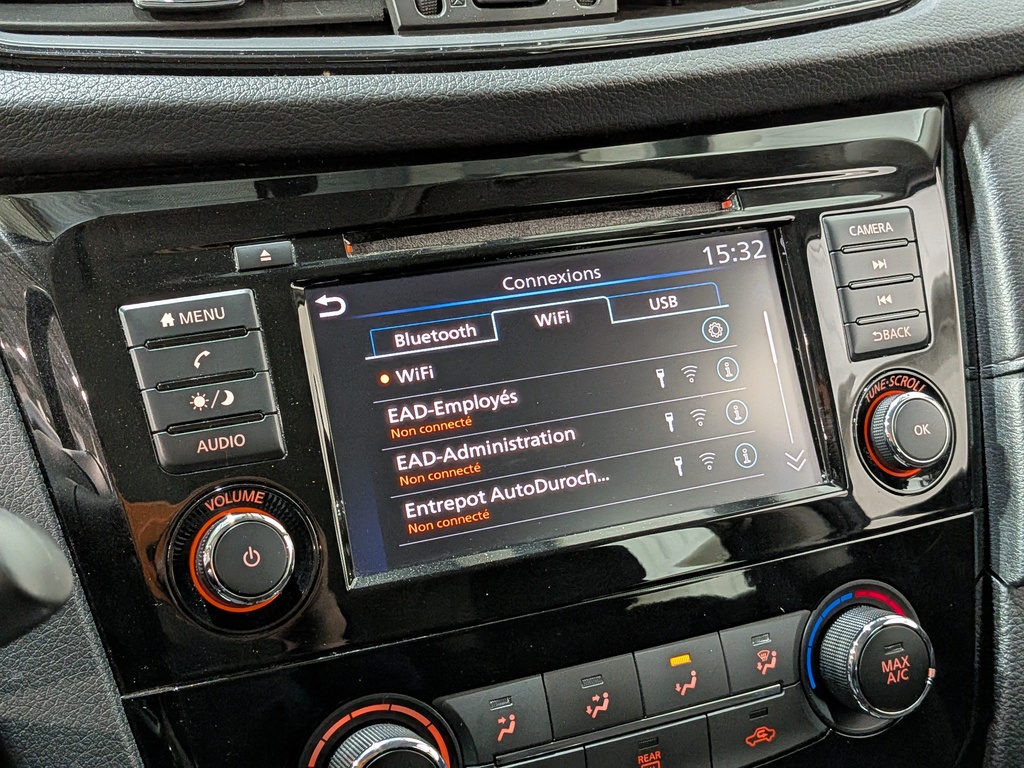 CAMERA
15:32
Connexions
MENU
Bluetooth
WiFi
USB
BACK
WiFi
TUNE·SCROLL
EAD-Employés
Non connecté
OK
AUDIO
EAD-Administration
Non connecté
VOLUME
Entrepot AutoDuroch...
Non connecté
MAX
A/C
REAR